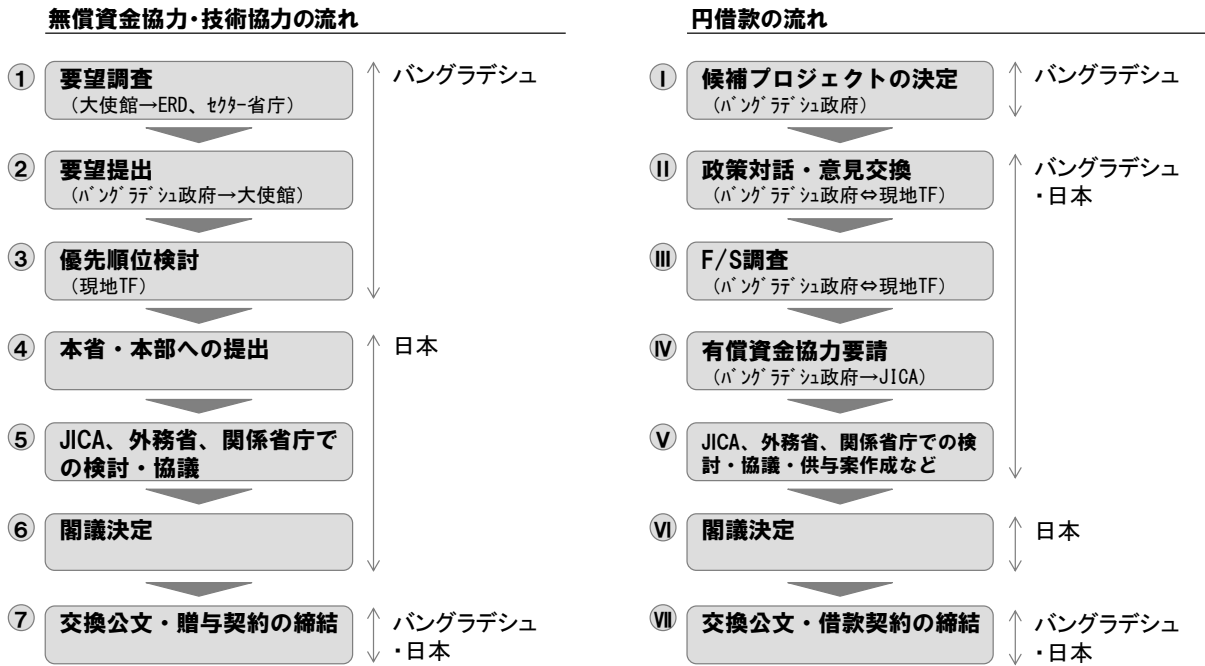 無償資金協力・技術協力の流れ
① 要望調査
（大使館→ERD、ｾｸﾀｰ省庁）
② 要望提出
（ﾊﾞﾝｸﾞﾗﾃﾞｼｭ政府→大使館）
③ 優先順位検討
（現地TF）
バングラデシュ
④ 本省・本部への提出
⑤ JICA、外務省、関係省庁で
の検討・協議
⑥ 閣議決定
日本
⑦ 交換公文・贈与契約の締結
バングラデシュ
・日本
円借款の流れ
Ⅰ 候補プロジェクトの決定
（ﾊﾞﾝｸﾞﾗﾃﾞｼｭ政府）
バングラデシュ
Ⅱ 政策対話・意見交換
（ﾊﾞﾝｸﾞﾗﾃﾞｼｭ政府⇔現地TF）
Ⅲ F/S調査
（ﾊﾞﾝｸﾞﾗﾃﾞｼｭ政府⇔現地TF）
Ⅳ 有償資金協力要請
（ﾊﾞﾝｸﾞﾗﾃﾞｼｭ政府→JICA）
Ⅴ JICA、外務省、関係省庁での検
討・協議・供与案作成など
バングラデシュ
・日本
Ⅵ 閣議決定
日本
Ⅶ 交換公文・借款契約の締結
バングラデシュ
・日本